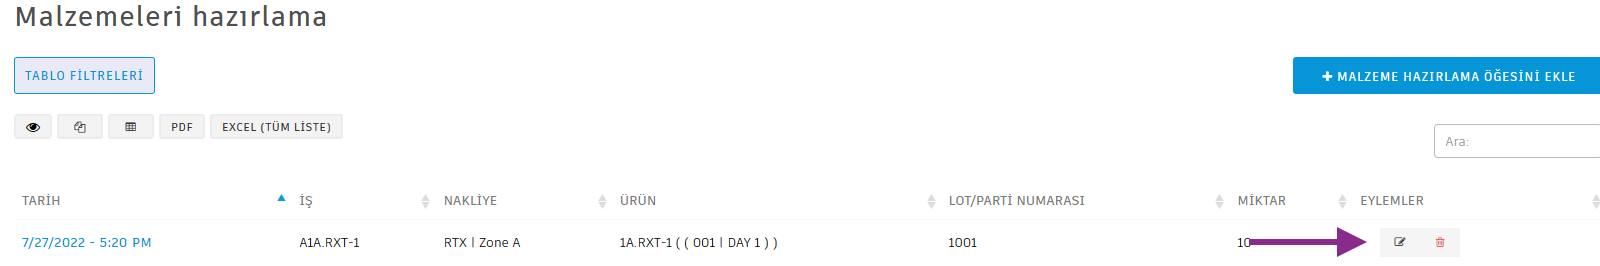 Malzemeleri hazırlama
TABLO FİLTRELERİ
MALZEME HAZIRLAMA ÖĞESİNİ EKLE
PDF EXCEL (TÜM LİSTE)
Ara:
TARİH İŞ NAKLİYE ÜRÜN LOT/PARTİ NUMARASI MİKTAR EYLEMLER
7/27/2022 - 5:20 PM A1A.RXT-1 RTX | Zone A 1A.RXT-1 ( ( 001 | DAY 1 ) ) 1001 10